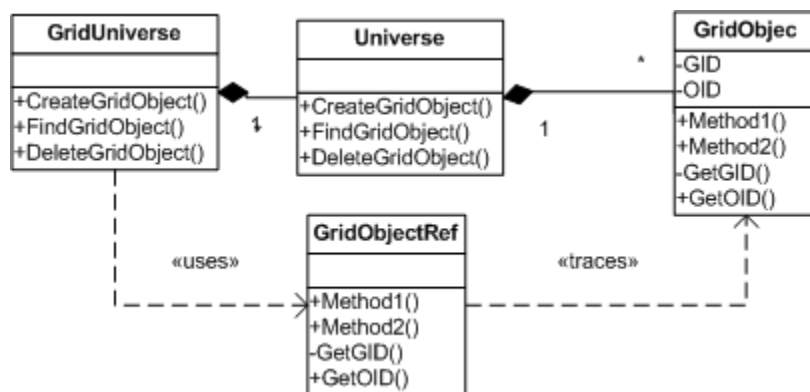 GridUniverse
+CreateGridObject()
+FindGridObject()
+DeleteGridObject()
Universe
+CreateGridObject()
+FindGridObject()
+DeleteGridObject()
1
*
GridObjec
-GID
-OID
+Method1()
+Method2()
-GetGID()
+GetOID()
«uses»
GridObjectRef
+Method1()
+Method2()
-GetGID()
+GetOID()
«traces»